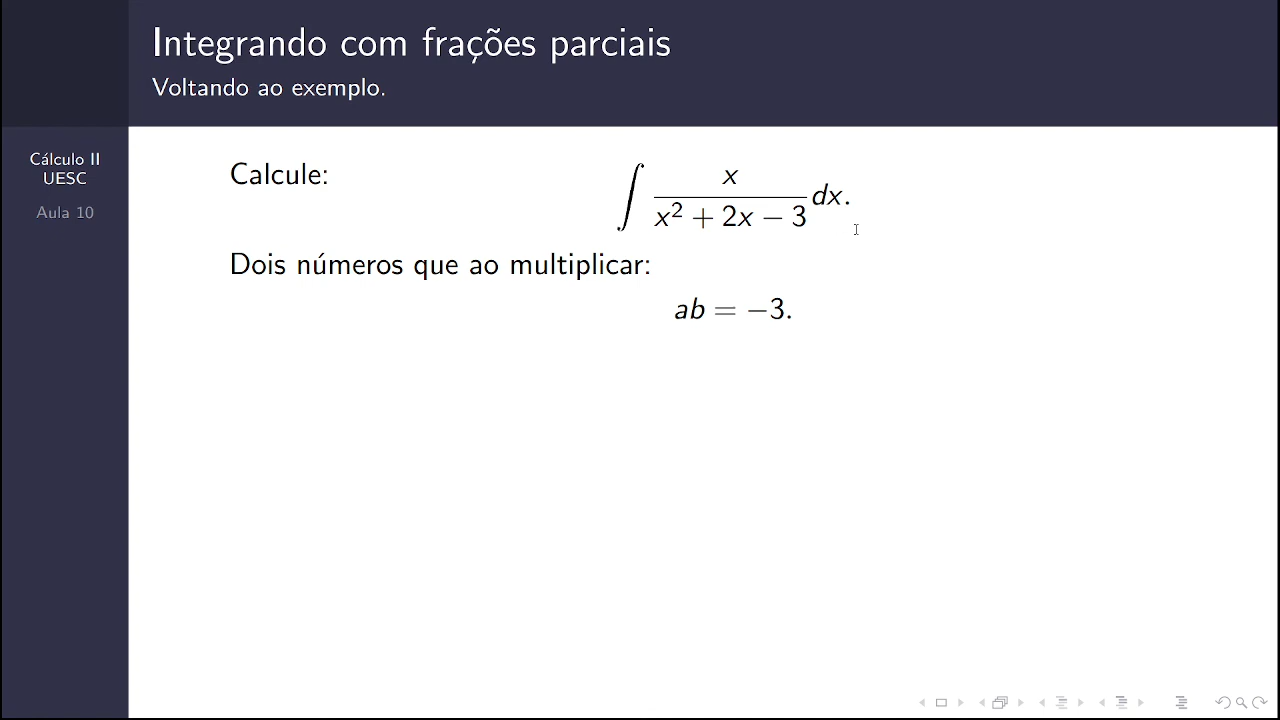 Integrando com frações parciais
Voltando ao exemplo.
Cálculo II
UESC
Aula 10
Calcule:
∫ x / (x² + 2x − 3) dx.
Dois números que ao multiplicar:
ab = −3.